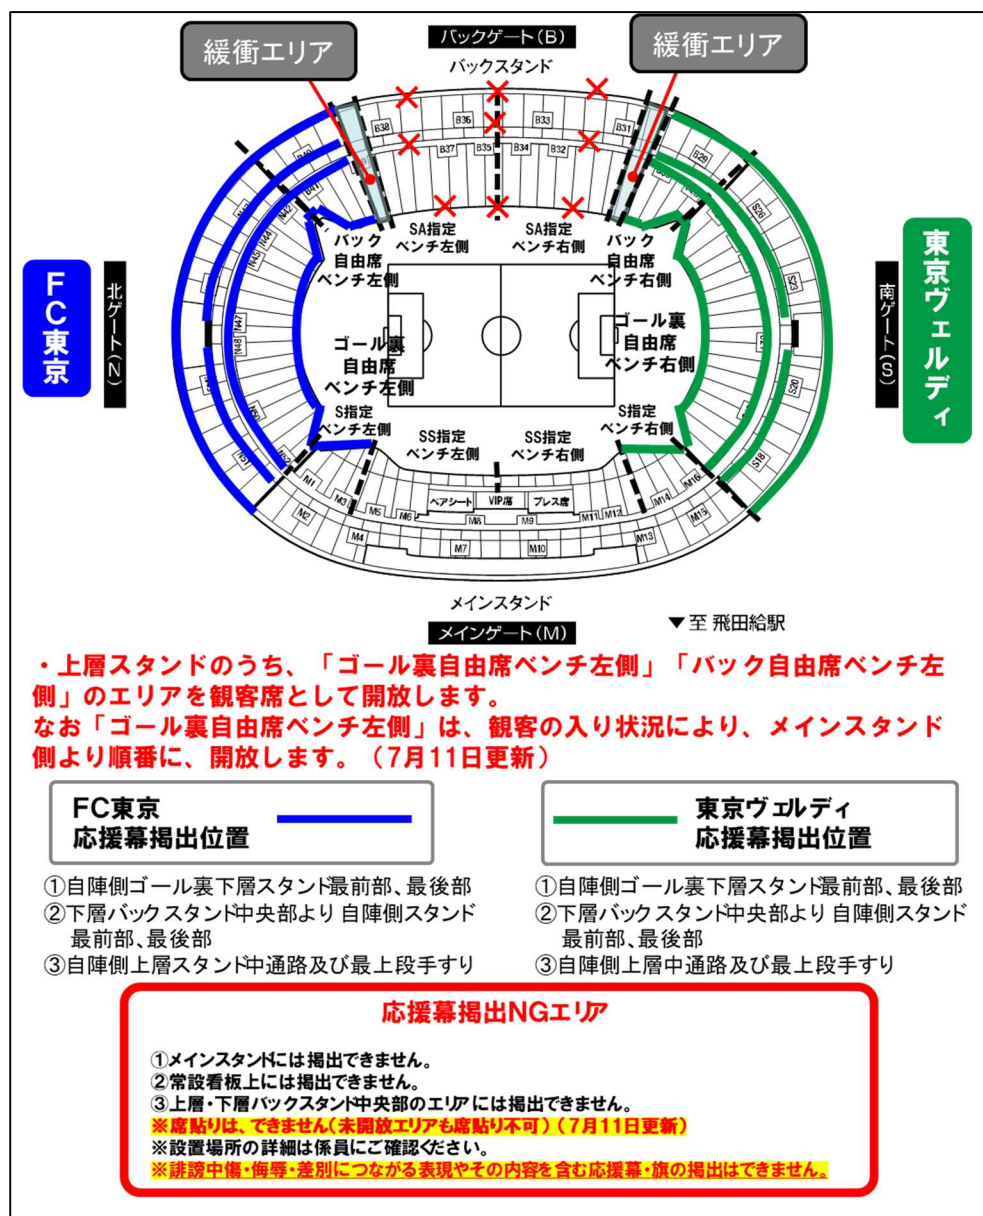 バックゲート(B)
緩衝エリア
緩衝エリア
バックスタンド
B38
B36
B33
B31
B37
B35
B34
B32
B29
B41
N42
N44
N45
N47
N48
N50
N51
N52
S26
S23
S20
S18
FC東京
北ゲート(N)
南ゲート(S)
東京ヴェルディ
SA指定
ベンチ左側
SA指定
ベンチ右側
バック
自由席
ベンチ左側
バック
自由席
ベンチ右側
ゴール裏
自由席
ベンチ左側
ゴール裏
自由席
ベンチ右側
S指定
ベンチ左側
SS指定
ベンチ左側
SS指定
ベンチ右側
S指定
ベンチ右側
ペアシート
VIP席
プレス席
M1
M3
M5
M6
M8
M9
M11
M12
M14
M16
M2
M4
M7
M10
M13
M15
メインスタンド
メインゲート(M)
▼至 飛田給駅
・上層スタンドのうち、「ゴール裏自由席ベンチ左側」「バック自由席ベンチ左
側」のエリアを観客席として開放します。
なお「ゴール裏自由席ベンチ左側」は、観客の入り状況により、メインスタンド
側より順番に、開放します。(7月11日更新)
FC東京
応援幕掲出位置
東京ヴェルディ
応援幕掲出位置
①自陣側ゴール裏下層スタンド最前部、最後部
②下層バックスタンド中央部より自陣側スタンド
最前部、最後部
③自陣側上層スタンド中通路及び最上段手すり
①自陣側ゴール裏下層スタンド最前部、最後部
②下層バックスタンド中央部より自陣側スタンド
最前部、最後部
③自陣側上層中通路及び最上段手すり
応援幕掲出NGエリア
①メインスタンドには掲出できません。
②常設看板上には掲出できません。
③上層・下層バックスタンド中央部のエリアには掲出できません。
※席貼りは、できません(未開放エリアも席貼り不可)(7月11日更新)
※設置場所の詳細は係員にご確認ください。
※誹謗中傷・侮辱・差別につながる表現やその内容を含む応援幕・旗の掲出はできません。